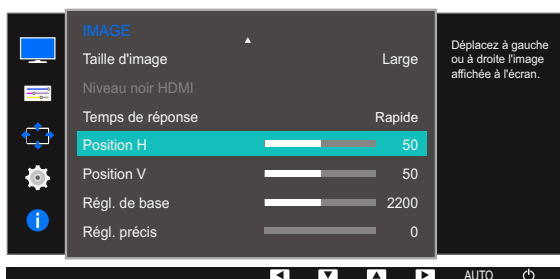 IMAGE
Taille d'image Large
Niveau noir HDMI
Temps de réponse Rapide
Position H 50
Position V 50
Régl. de base 2200
Régl. précis 0
Déplacez à gauche
ou à droite l'image
affichée à l'écran.
AUTO